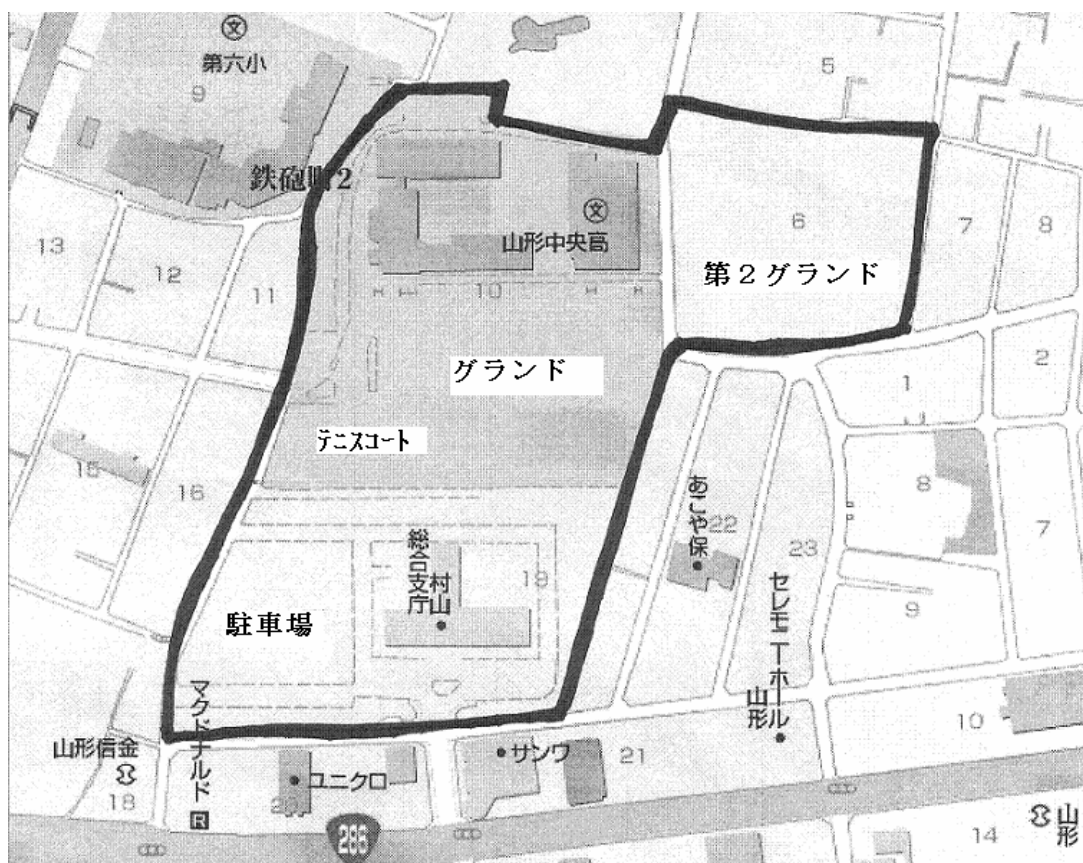 第六小
9
5
鉄砲町2
13
12
11
山形中央高
10
6
第2グランド
7
8
グランド
テニスコート
1
2
15
16
あこや保
22
23
8
7
総合支庁
村山
19
駐車場
9
セレモニーホール
山形
10
マクドナルド
R
山形信金
18
ユニクロ
20
サンワ
21
286
14
山形